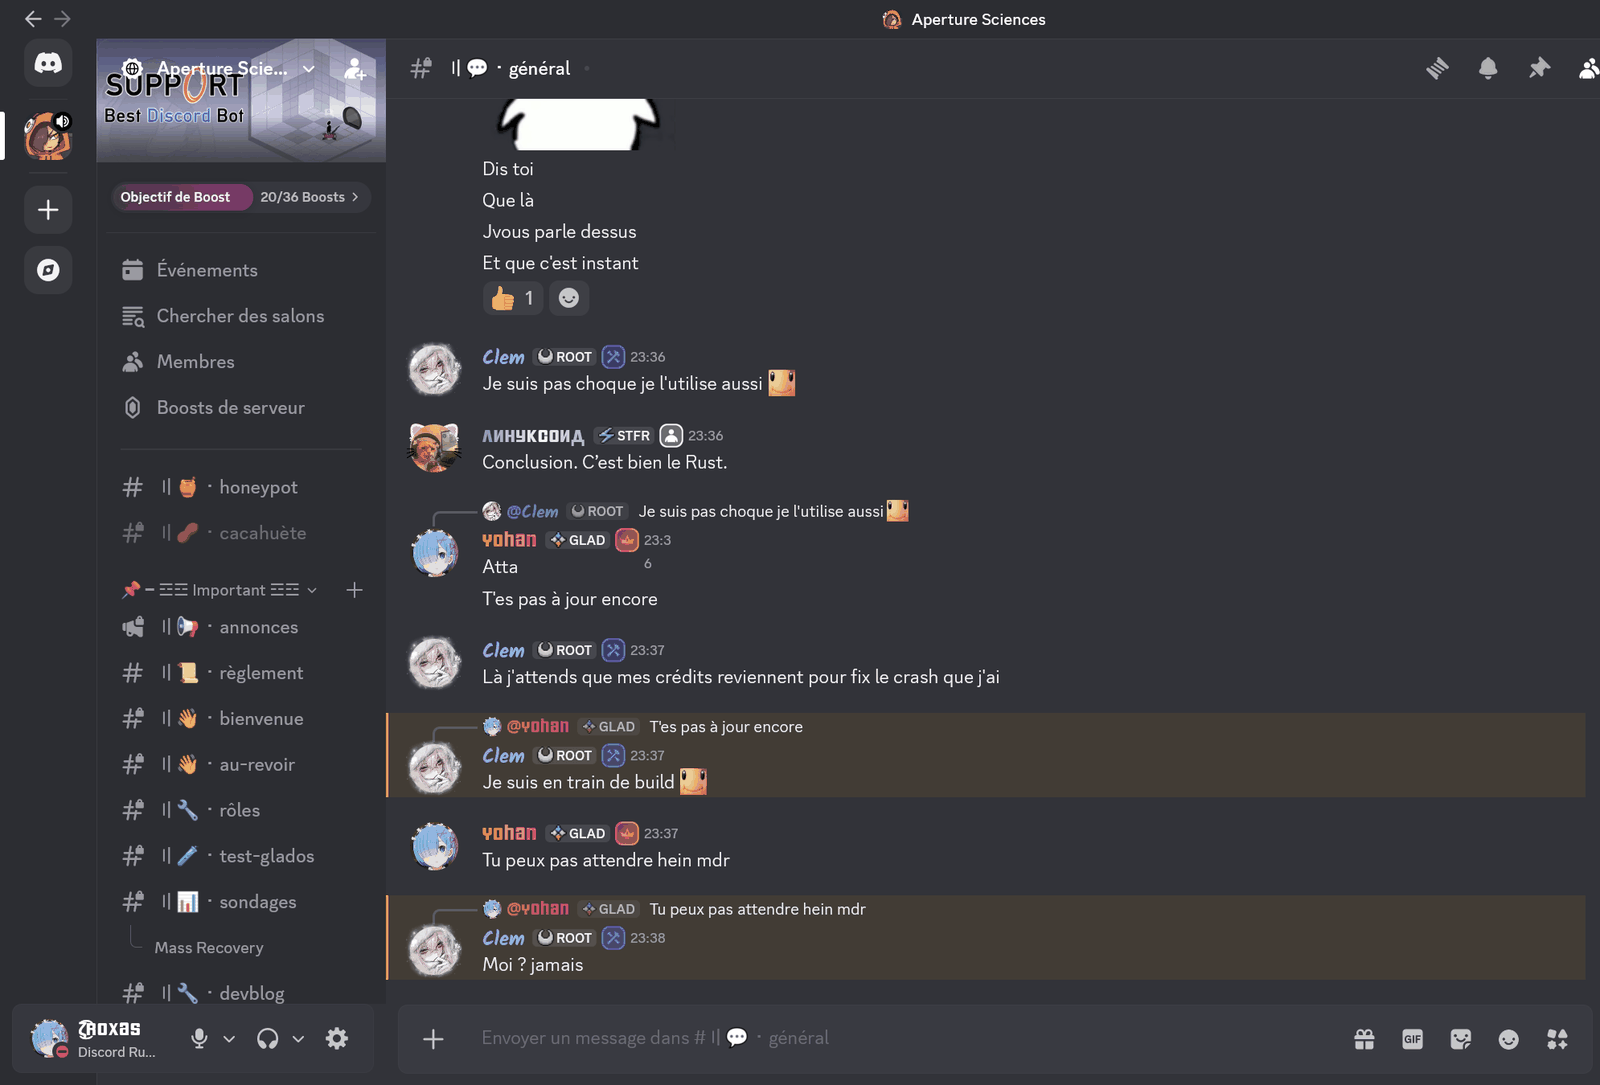 Aperture Sciences
Aperture Scie...
SUPPORT
Best Discord Bot
Objectif de Boost
20/36 Boosts
Événements
Chercher des salons
Membres
Boosts de serveur
honeypot
cacahuète
Important
annonces
règlement
bienvenue
au-revoir
rôles
test-glados
sondages
Mass Recovery
devblog
Discord Ru...
général
Dis toi
Que là
Jvous parle dessus
Et que c'est instant
1
Clem ROOT 23:36
Je suis pas choque je l'utilise aussi
ЛИНУКСОИД STFR 23:36
Conclusion. C’est bien le Rust.
@Clem ROOT Je suis pas choque je l'utilise aussi
yohan GLAD 23:36
Atta
T'es pas à jour encore
Clem ROOT 23:37
Là j'attends que mes crédits reviennent pour fix le crash que j'ai
@yohan GLAD T'es pas à jour encore
Clem ROOT 23:37
Je suis en train de build
yohan GLAD 23:37
Tu peux pas attendre hein mdr
@yohan GLAD Tu peux pas attendre hein mdr
Clem ROOT 23:38
Moi ? jamais
Envoyer un message dans # || 💬 · général
GIF